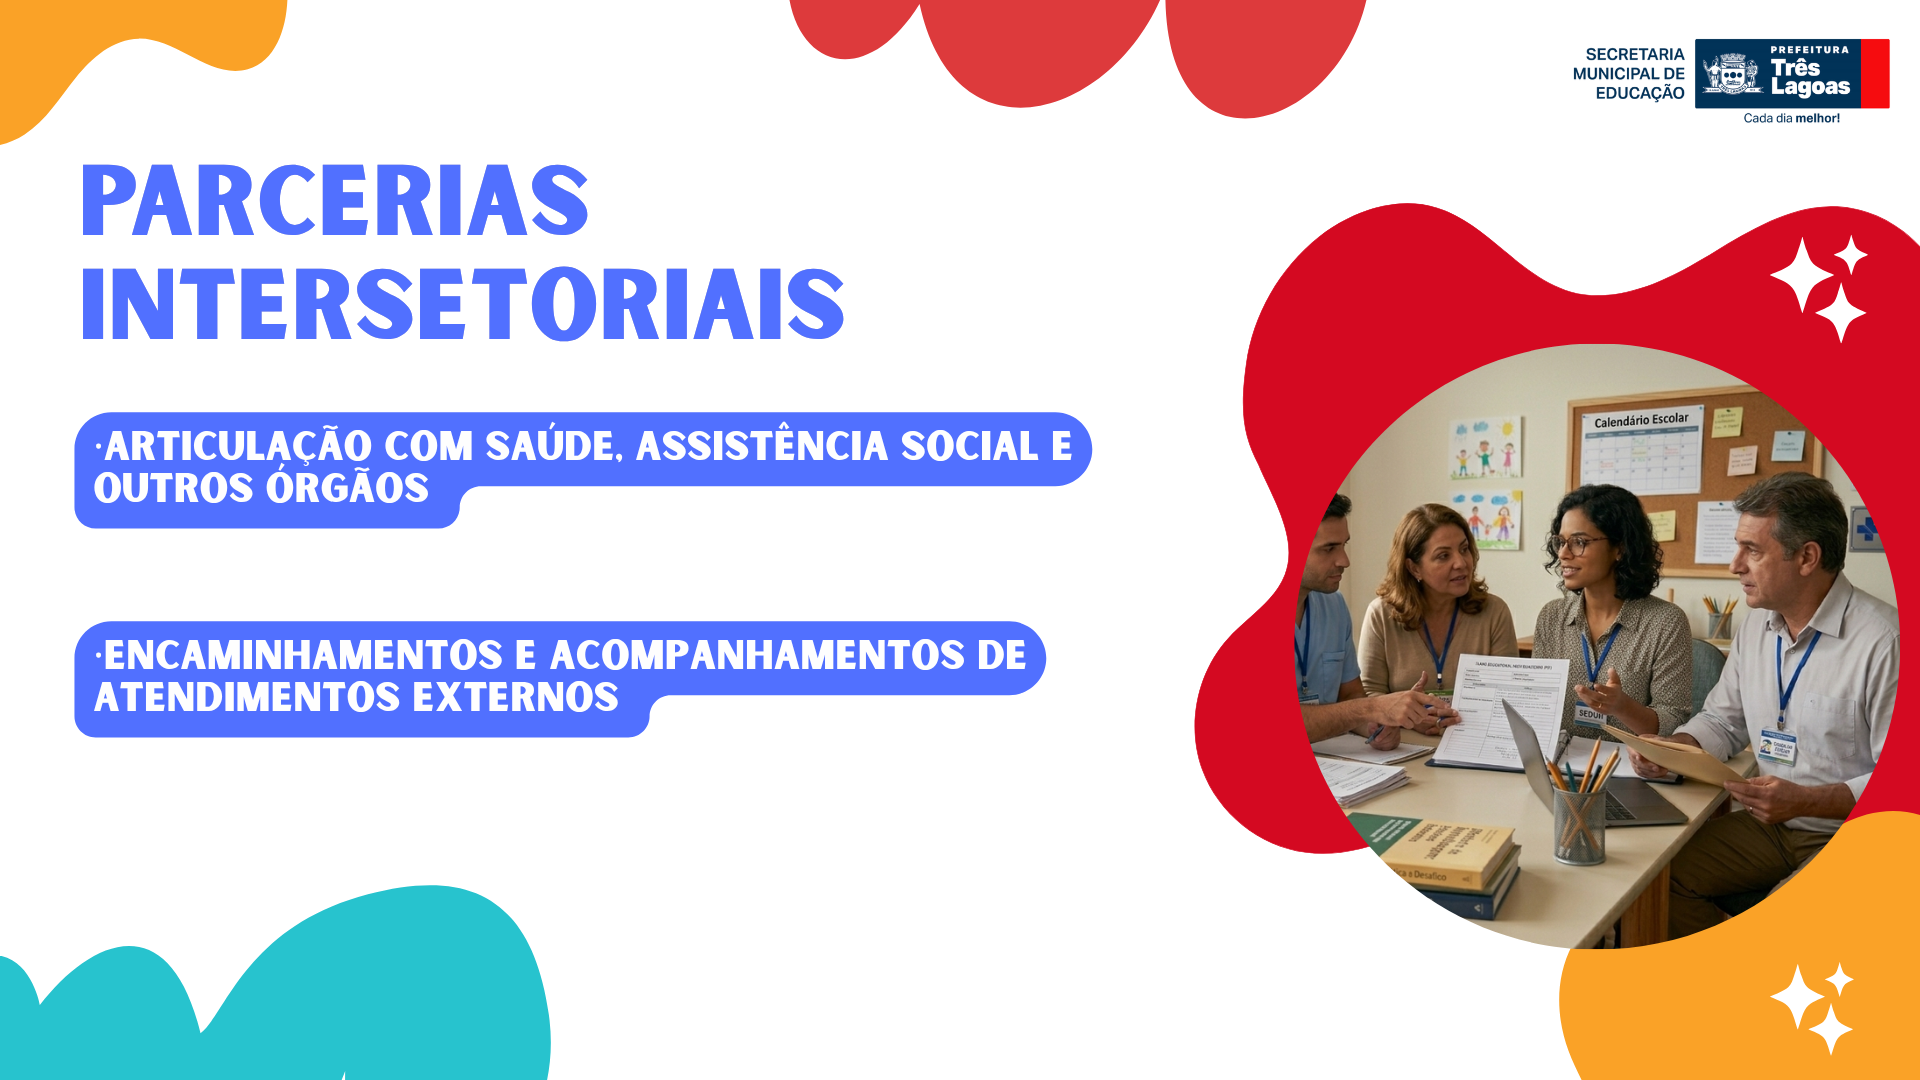 SECRETARIA
MUNICIPAL DE
EDUCAÇÃO
PREFEITURA
Três
Lagoas
Cada dia melhor!
PARCERIAS
INTERSETORIAIS
·ARTICULAÇÃO COM SAÚDE, ASSISTÊNCIA SOCIAL E
OUTROS ÓRGÃOS
·ENCAMINHAMENTOS E ACOMPANHAMENTOS DE
ATENDIMENTOS EXTERNOS
Calendário Escolar